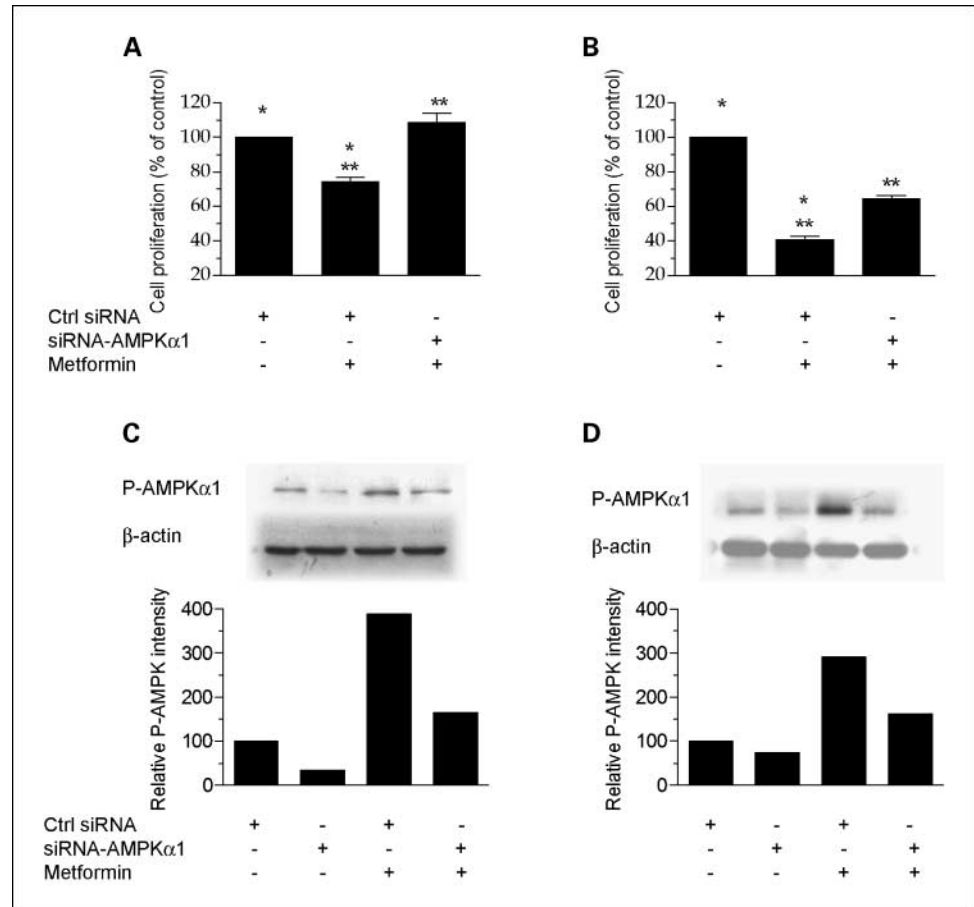 A
Cell proliferation (% of control)
120
100
80
60
40
20
*
*
**
**
Ctrl siRNA + + -
siRNA-AMPKα1 - - +
Metformin - + +
B
Cell proliferation (% of control)
120
100
80
60
40
20
*
*
**
**
+ + -
- - +
- + +
C
P-AMPKα1
β-actin
Relative P-AMPK intensity
400
300
200
100
0
Ctrl siRNA + - + -
siRNA-AMPKα1 - + - +
Metformin - - + +
D
P-AMPKα1
β-actin
Relative P-AMPK intensity
400
300
200
100
0
+ - + -
- + - +
- - + +